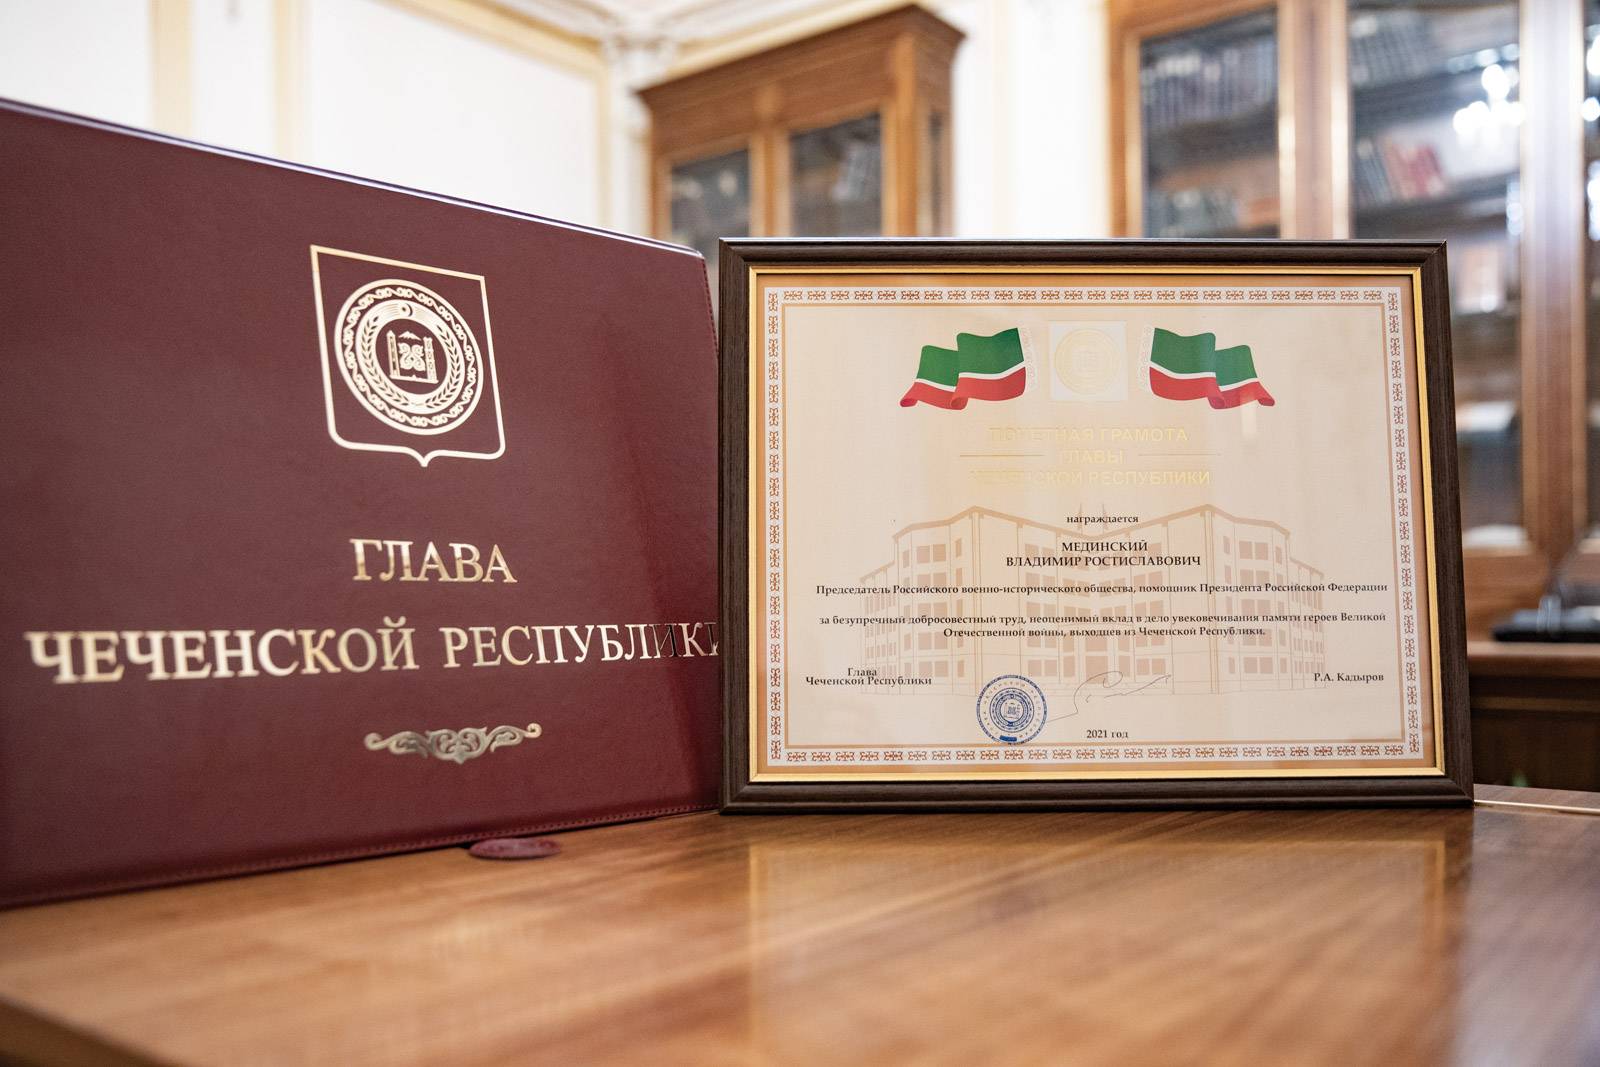 ГЛАВА
ЧЕЧЕНСКОЙ РЕСПУБЛИКИ
ПОЧЕТНАЯ ГРАМОТА
ГЛАВЫ
ЧЕЧЕНСКОЙ РЕСПУБЛИКИ
награждается
МЕДИНСКИЙ
ВЛАДИМИР РОСТИСЛАВОВИЧ
Председатель Российского военно-исторического общества, помощник Президента Российской Федерации
за безупречный добросовестный труд, неоценимый вклад в дело увековечивания памяти героев Великой
Отечественной войны, выходцев из Чеченской Республики.
Глава
Чеченской Республики
Р.А. Кадыров
2021 год